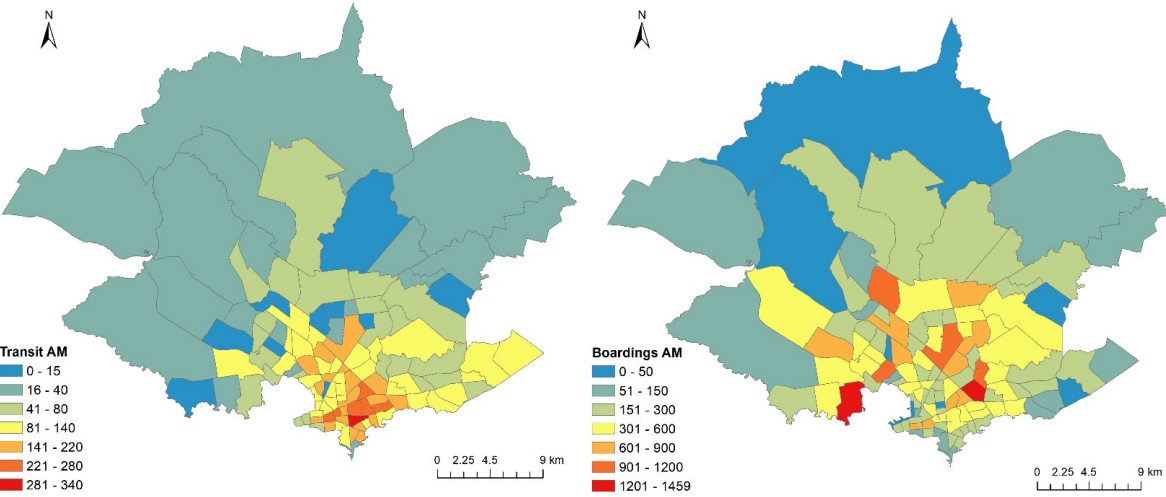 N
Transit AM
0 - 15
16 - 40
41 - 80
81 - 140
141 - 220
221 - 280
281 - 340
0 2.25 4.5 9 km
N
Boardings AM
0 - 50
51 - 150
151 - 300
301 - 600
601 - 900
901 - 1200
1201 - 1459
0 2.25 4.5 9 km